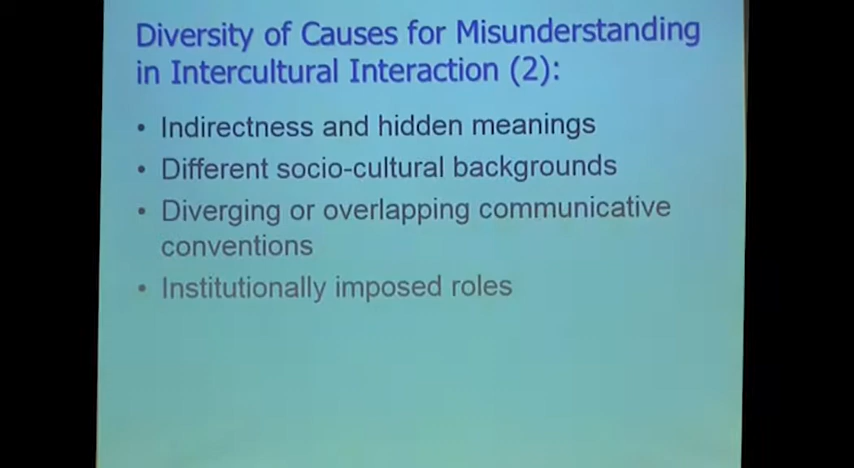 Diversity of Causes for Misunderstanding
in Intercultural Interaction (2):
• Indirectness and hidden meanings
• Different socio-cultural backgrounds
• Diverging or overlapping communicative
conventions
• Institutionally imposed roles